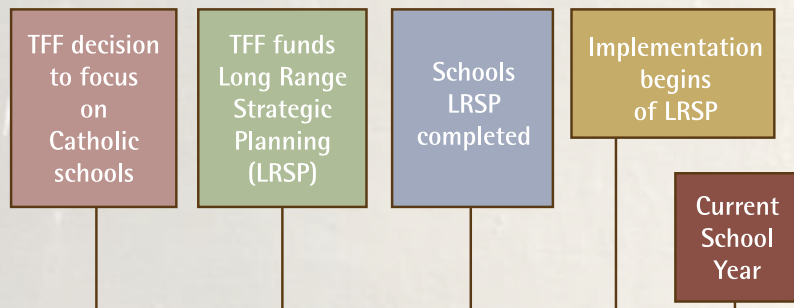 TFF decision
to focus
on
Catholic
schools
TFF funds
Long Range
Strategic
Planning
(LRSP)
Schools
LRSP
completed
Implementation
begins
of LRSP
Current
School
Year